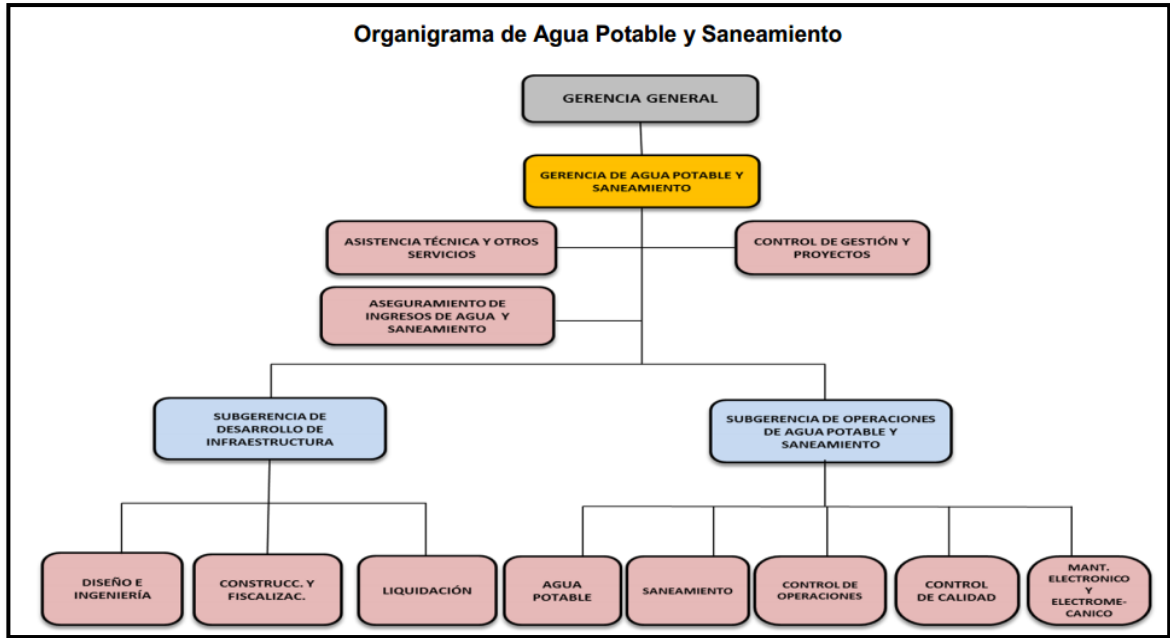 Organigrama de Agua Potable y Saneamiento
GERENCIA GENERAL
GERENCIA DE AGUA POTABLE Y
SANEAMIENTO
ASISTENCIA TÉCNICA Y OTROS
SERVICIOS
CONTROL DE GESTIÓN Y
PROYECTOS
ASEGURAMIENTO DE
INGRESOS DE AGUA Y
SANEAMIENTO
SUBGERENCIA DE
DESARROLLO DE
INFRAESTRUCTURA
SUBGERENCIA DE OPERACIONES
DE AGUA POTABLE Y
SANEAMIENTO
DISEÑO E
INGENIERÍA
CONSTRUCC. Y
FISCALIZAC.
LIQUIDACIÓN
AGUA
POTABLE
SANEAMIENTO
CONTROL DE
OPERACIONES
CONTROL
DE CALIDAD
MANT.
ELECTRONICO
Y
ELECTROME-
CANICO